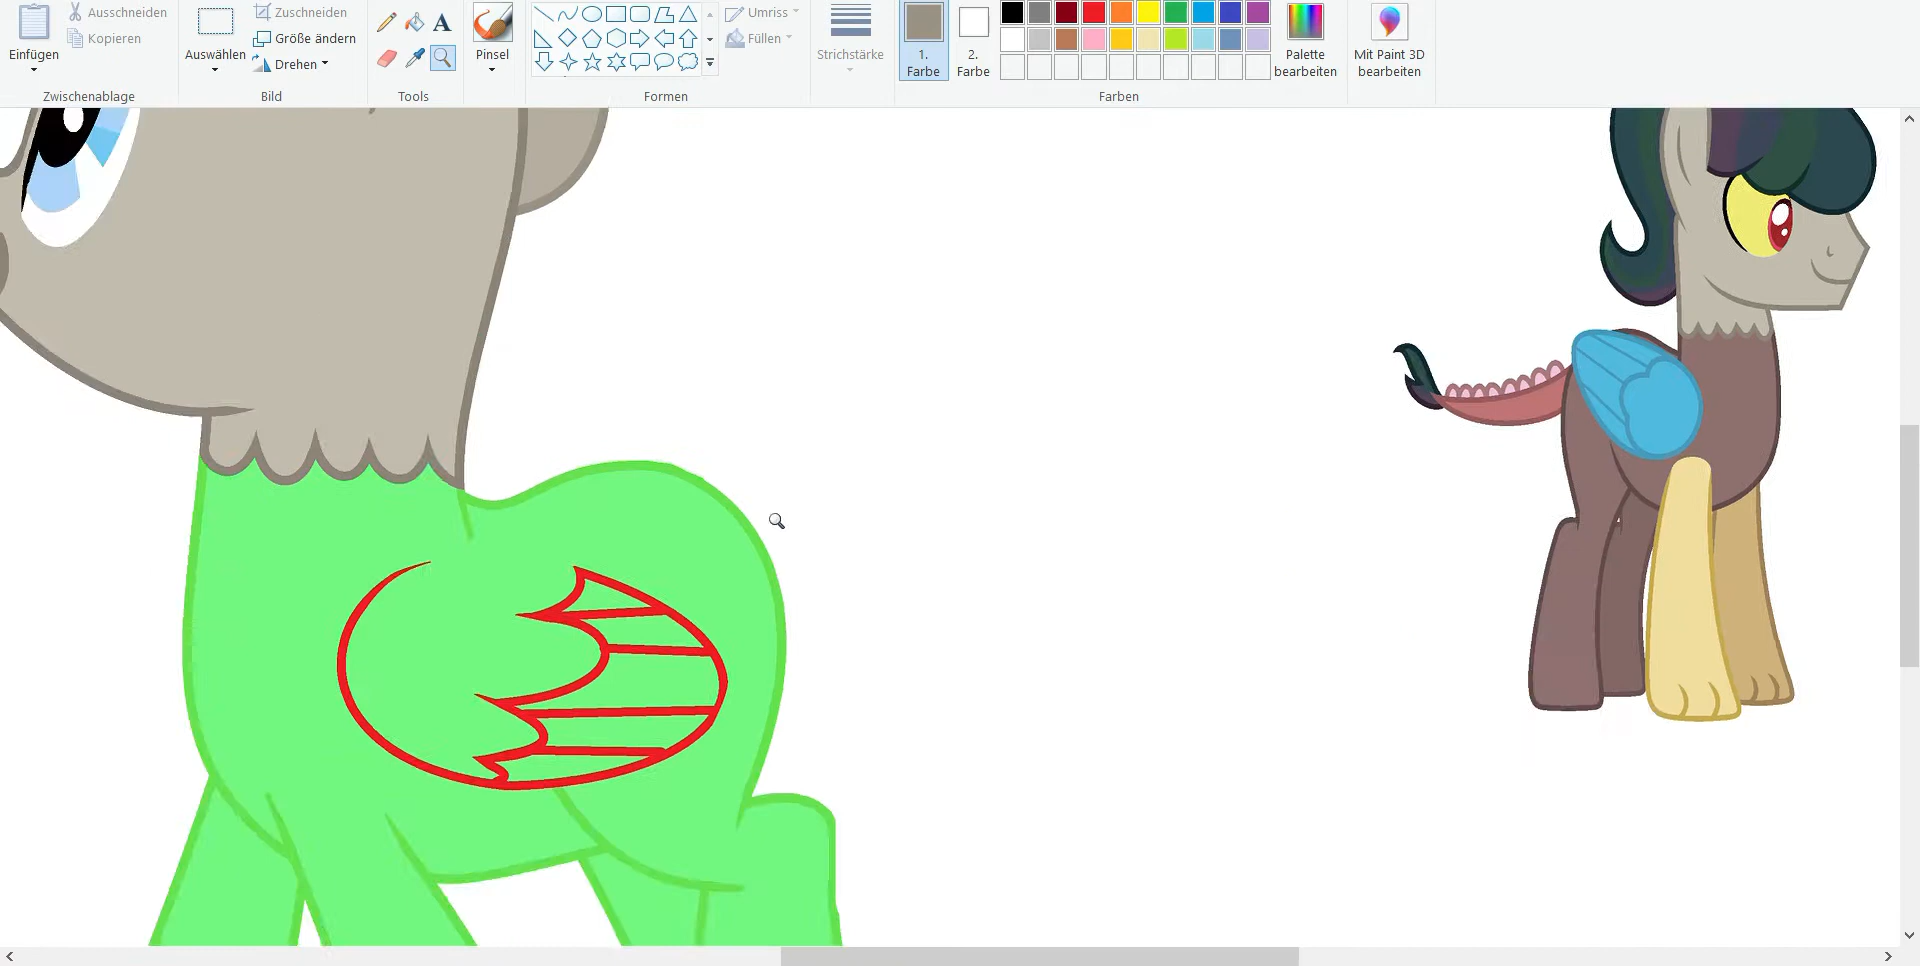 Einfügen
Zwischenablage
Ausschneiden
Kopieren
Auswählen
Zuschneiden
Größe ändern
Drehen
Bild
A
Tools
Pinsel
Formen
Umriss
Füllen
Strichstärke
1.
Farbe
2.
Farbe
Palette
bearbeiten
Farben
Mit Paint 3D
bearbeiten